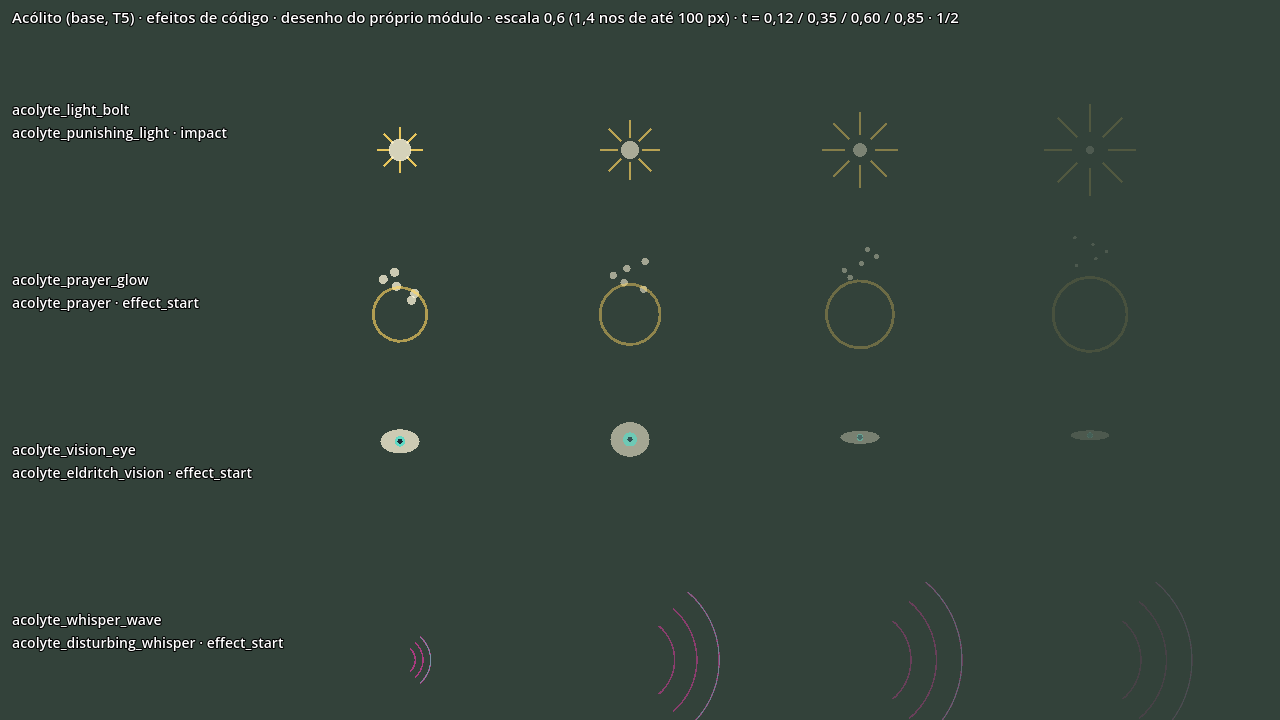 Acólito (base, T5) · efeitos de código · desenho do próprio módulo · escala 0,6 (1,4 nos de até 100 px) · t = 0,12 / 0,35 / 0,60 / 0,85 · 1/2
acolyte_light_bolt
acolyte_punishing_light · impact
acolyte_prayer_glow
acolyte_prayer · effect_start
acolyte_vision_eye
acolyte_eldritch_vision · effect_start
acolyte_whisper_wave
acolyte_disturbing_whisper · effect_start